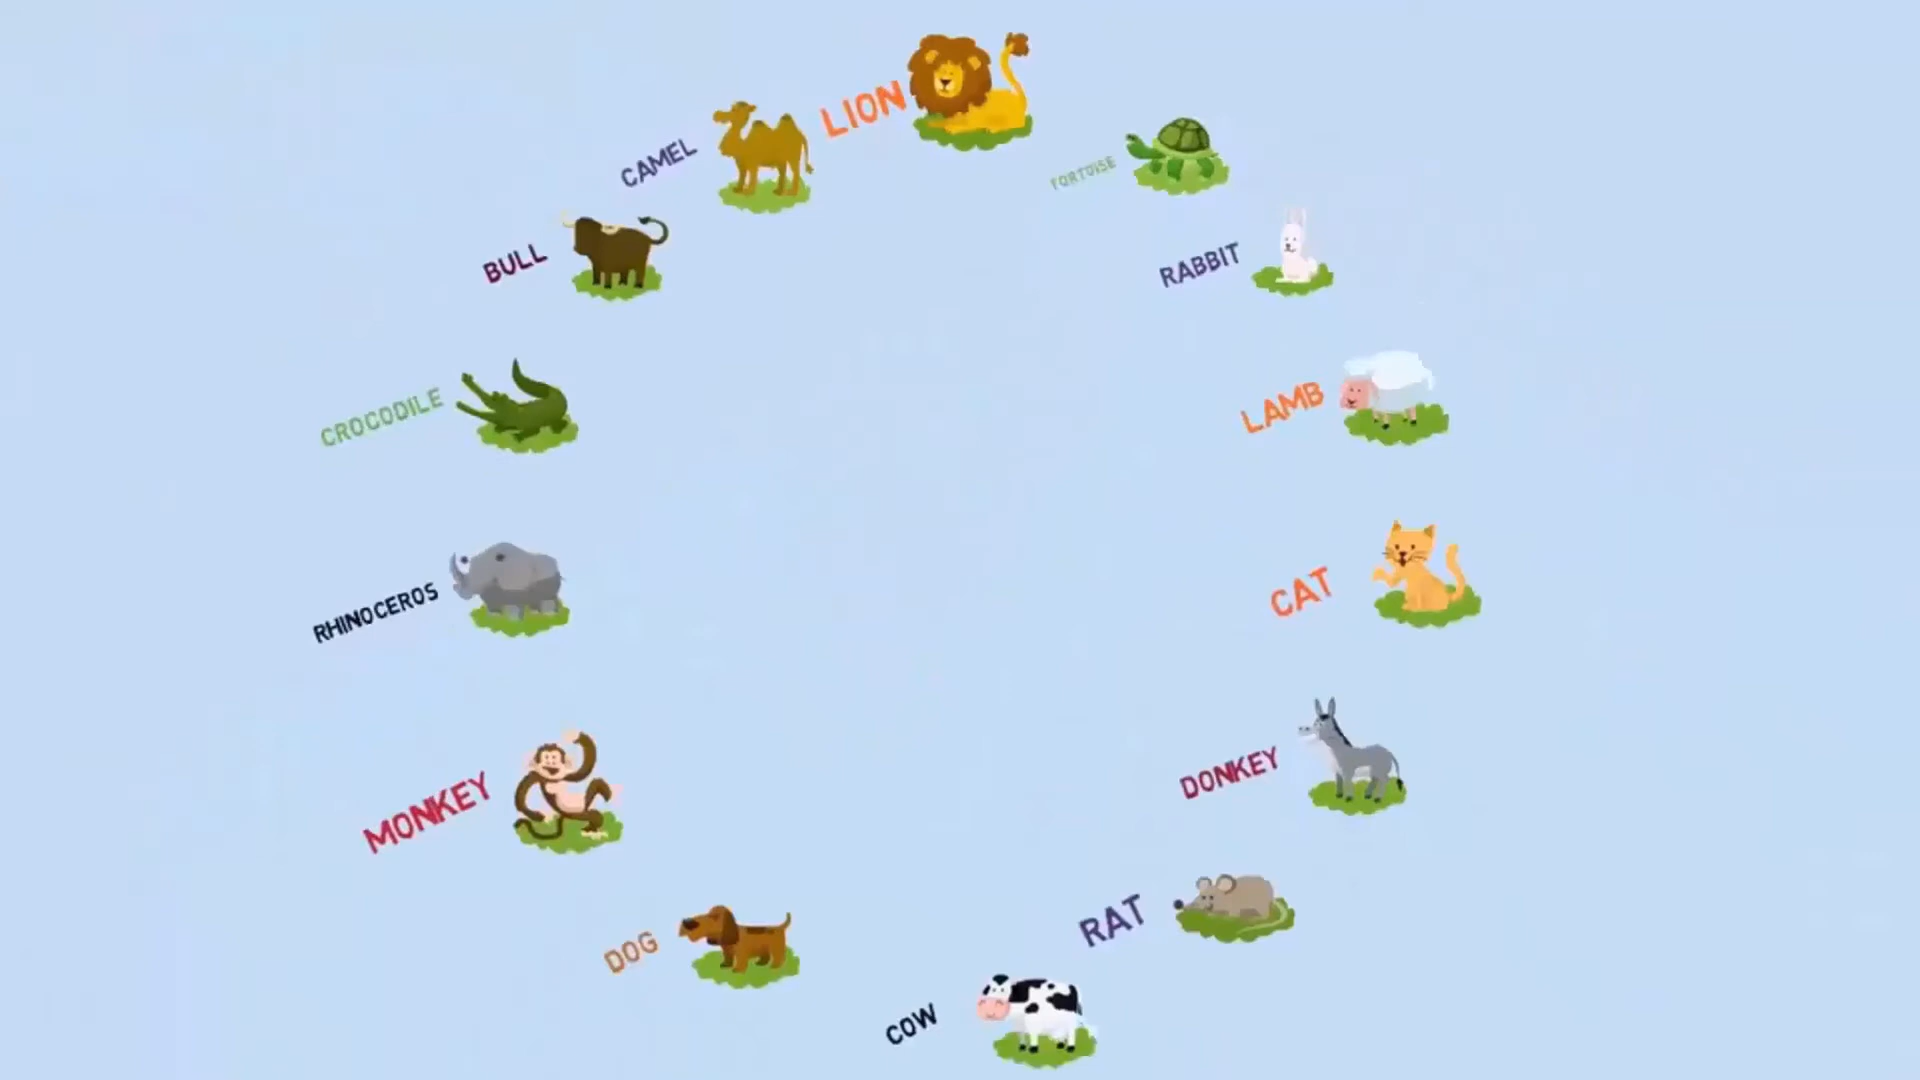 LION
CAMEL
TORTOISE
BULL
RABBIT
CROCODILE
LAMB
RHINOCEROS
CAT
MONKEY
DONKEY
DOG
RAT
COW